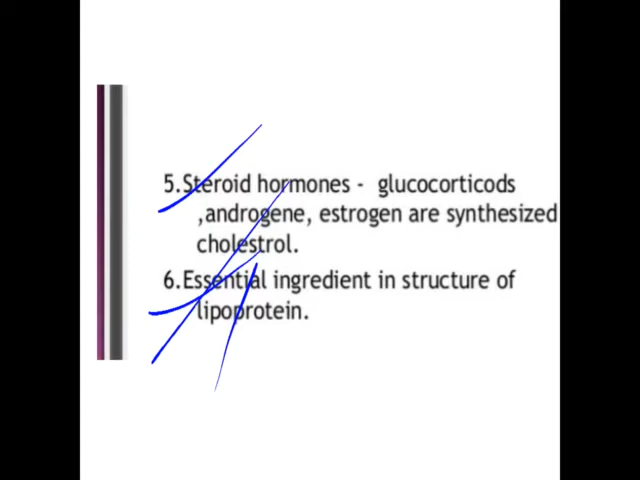 5.Steroid hormones - glucocorticods
,androgene, estrogen are synthesized
cholestrol.
6.Essential ingredient in structure of
lipoprotein.